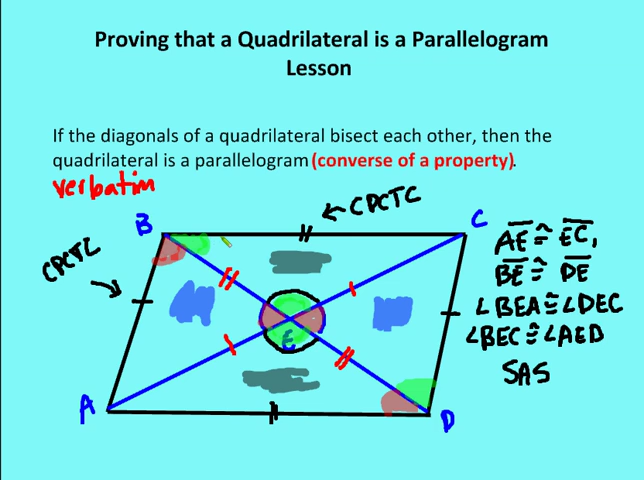 Proving that a Quadrilateral is a Parallelogram
Lesson
If the diagonals of a quadrilateral bisect each other, then the
quadrilateral is a parallelogram (converse of a property).
verbatim
← CPCTC
B
C
CPCTC
AE ≅ EC,
BE ≅ DE
∠BEA ≅ ∠DEC
∠BEC ≅ ∠AED
E
SAS
A
D